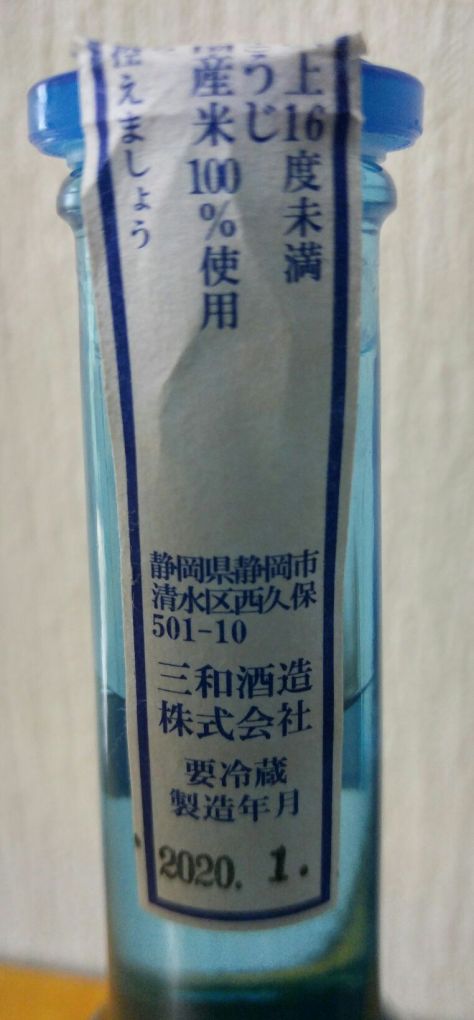 上16度未満
うじ
産米100%使用
控えましょう
静岡県静岡市
清水区西久保
501-10
三和酒造
株式会社
要冷蔵
製造年月
2020. 1.